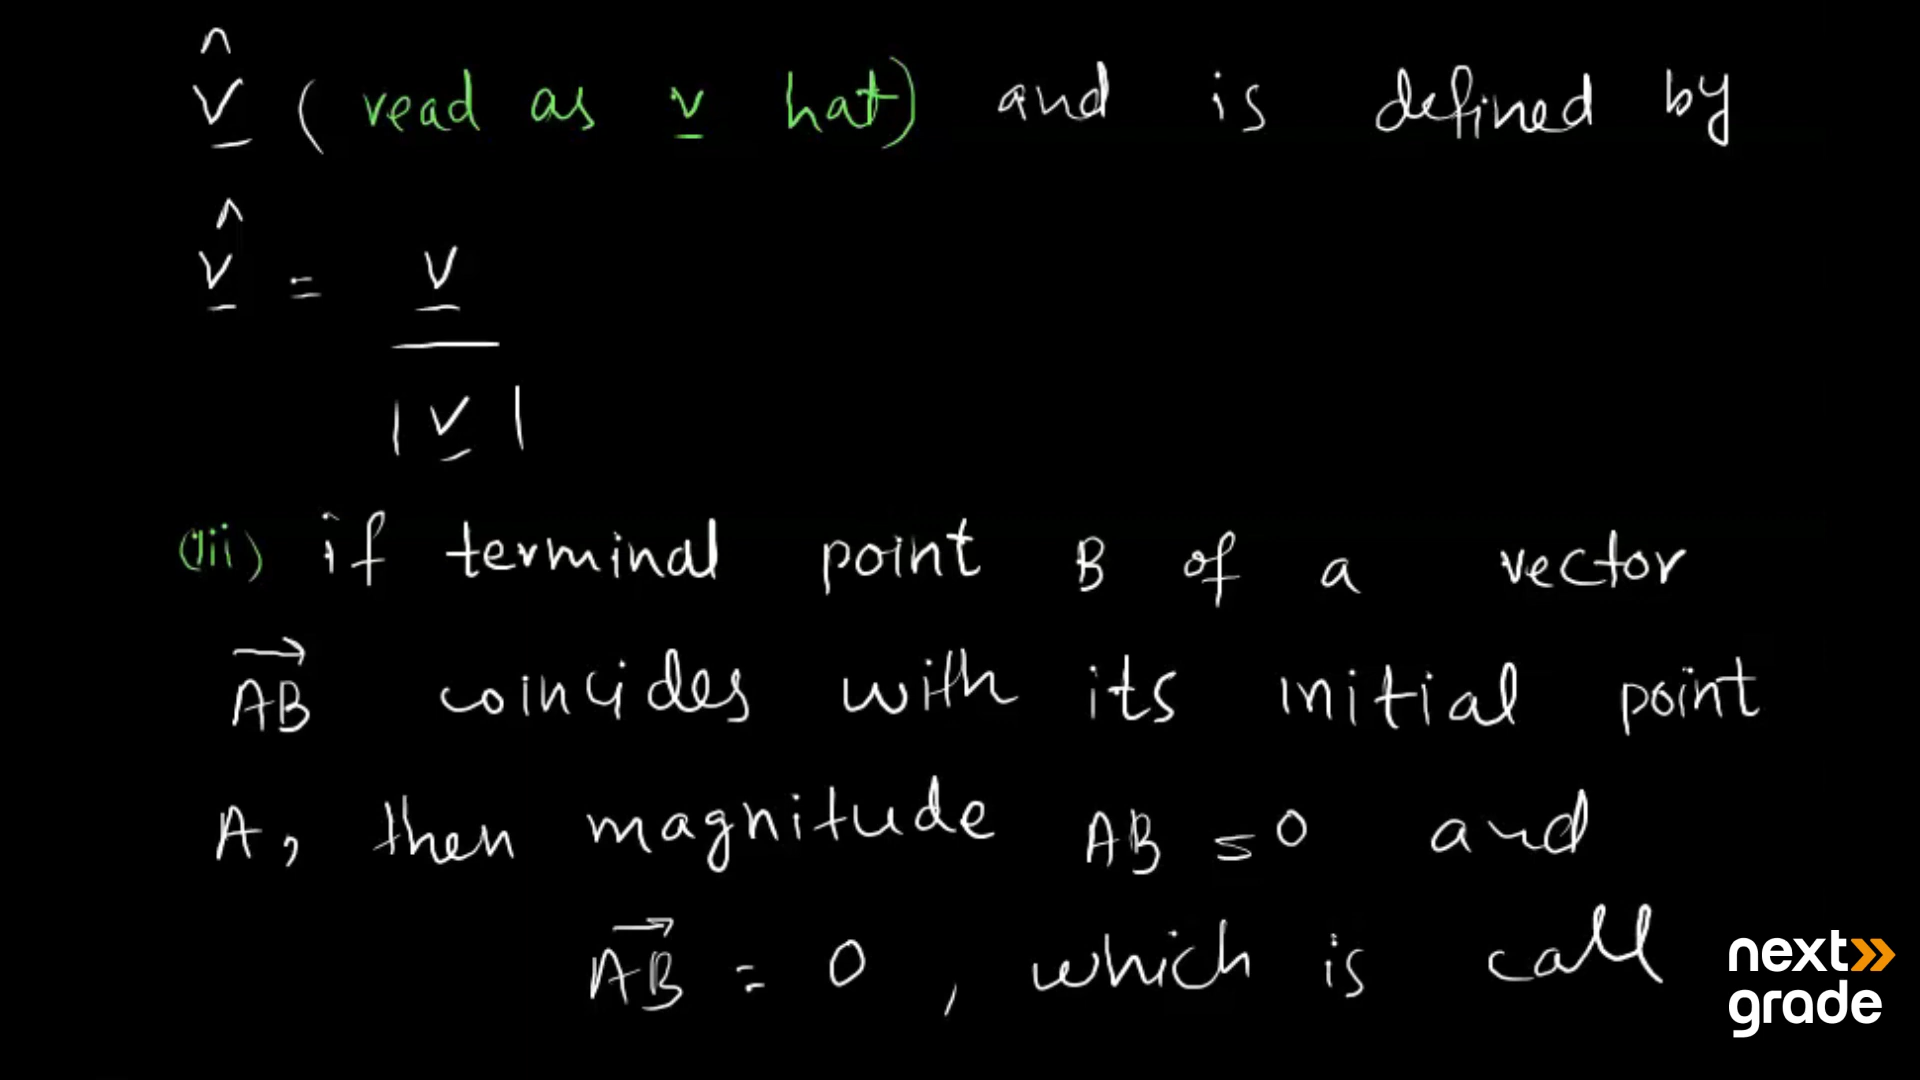 v̲̂ (read as v̲ hat) and is defined by
v̲̂ = v̲
|v̲|
(iii) if terminal point B of a vector
A͞B⃗ coincides with its initial point
A, then magnitude AB = 0 and
AB⃗ = 0, which is call
next
grade